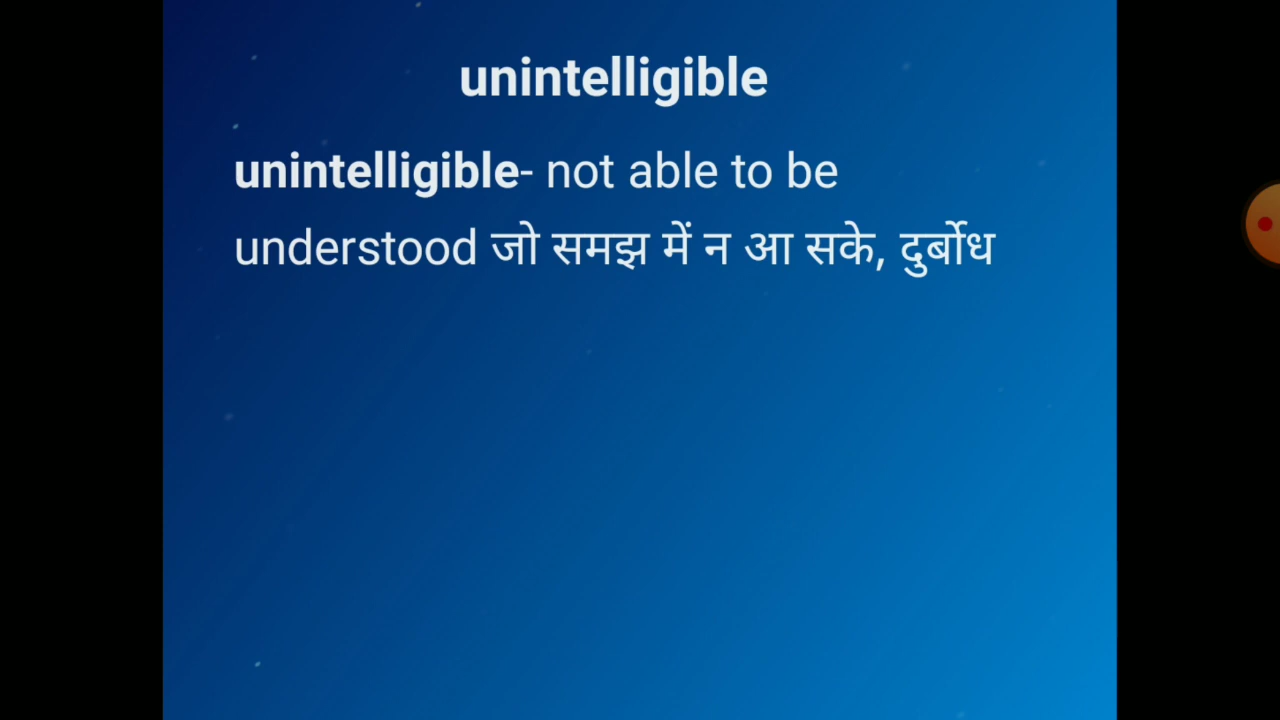 unintelligible
unintelligible- not able to be
understood जो समझ में न आ सके, दुर्बोध